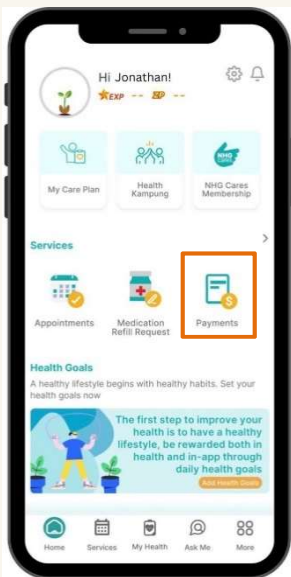 Hi Jonathan!
EXP -- --
My Care Plan
Health
Kampung
NHG
NHG Cares
Membership
Services
>
Appointments
Medication
Refill Request
$
Payments
Health Goals
A healthy lifestyle begins with healthy habits. Set your
health goals now
The first step to improve your
health is to have a healthy
lifestyle, be rewarded both in
health and in-app through
daily health goals
Add Health Goals
Home
Services
My Health
Ask Me
More